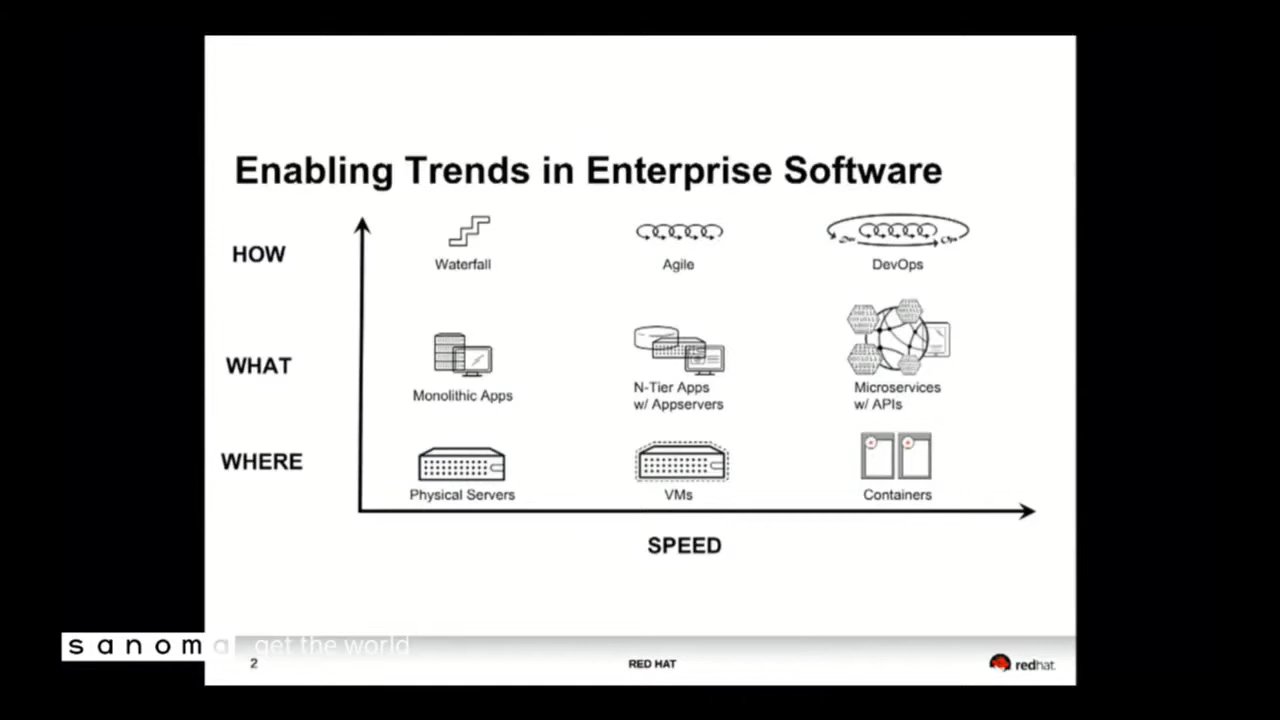 Enabling Trends in Enterprise Software
HOW
Waterfall
Agile
DevOps
WHAT
Monolithic Apps
N-Tier Apps
w/ Appservers
Microservices
w/ APIs
WHERE
Physical Servers
VMs
Containers
SPEED
sanoma get the world
2
RED HAT
redhat.